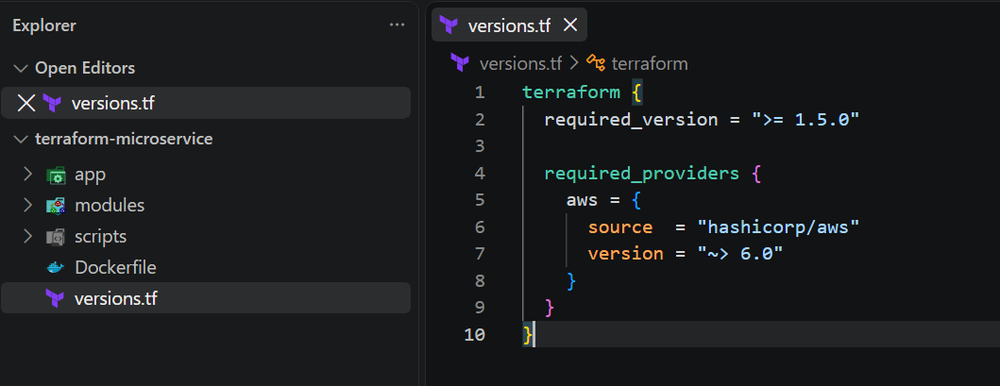 Explorer
...
Open Editors
versions.tf
terraform-microservice
app
modules
scripts
Dockerfile
versions.tf
versions.tf
versions.tf > terraform
1 terraform {
2   required_version = ">= 1.5.0"
3
4   required_providers {
5     aws = {
6       source  = "hashicorp/aws"
7       version = "~> 6.0"
8     }
9   }
10 }